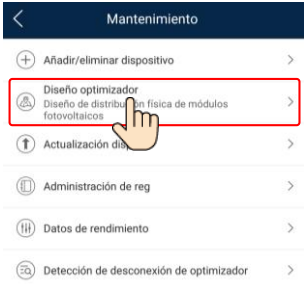 Mantenimiento
Añadir/eliminar dispositivo
Diseño optimizador
Diseño de distribución física de módulos
fotovoltaicos
Actualización
Administración de reg
Datos de rendimiento
Detección de desconexión de optimizador